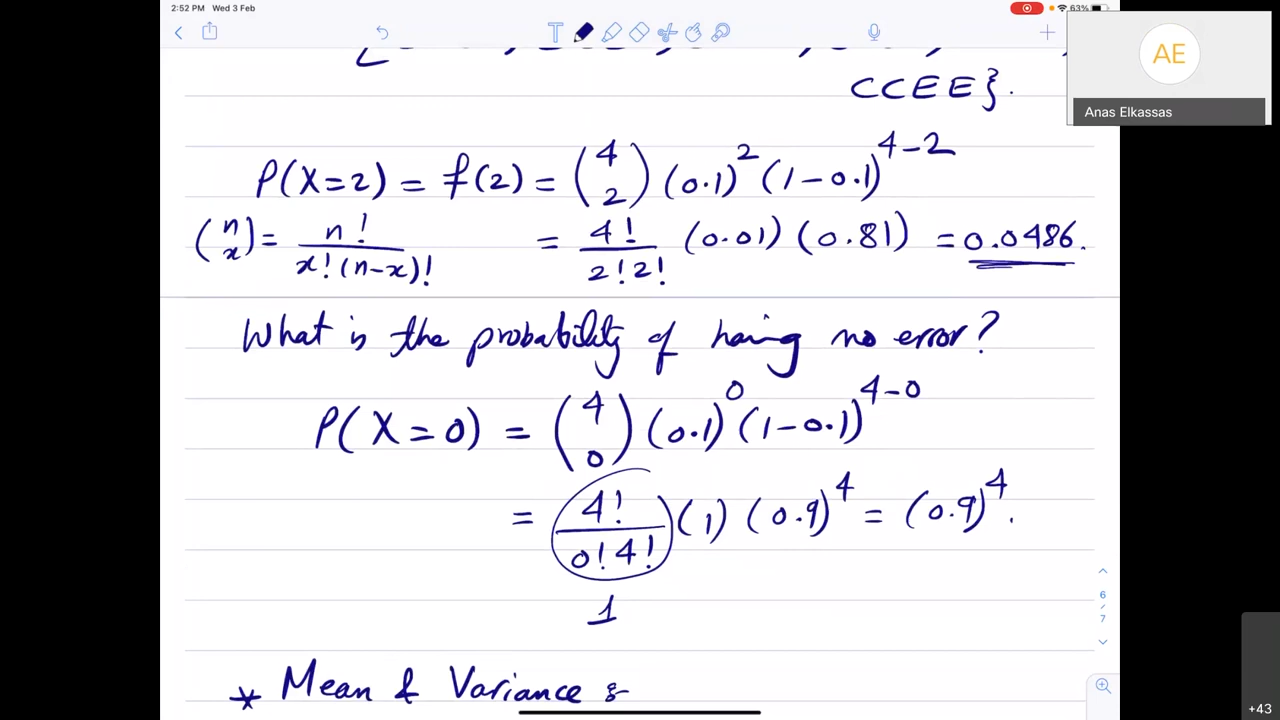 2:52 PM Wed 3 Feb
63%
AE
Anas Elkassas
CCEE}.
P(X=2) = f(2) = (4 2) (0.1)^2 (1-0.1)^4-2
(n x) = n! / x!(n-x)! = 4! / 2!2! (0.01) (0.81) = 0.0486.
What is the probability of having no error?
P(X=0) = (4 0) (0.1)^0 (1-0.1)^4-0
= 4! / 0!4! (1) (0.9)^4 = (0.9)^4.
1
6/7
* Mean & Variance :-
+43